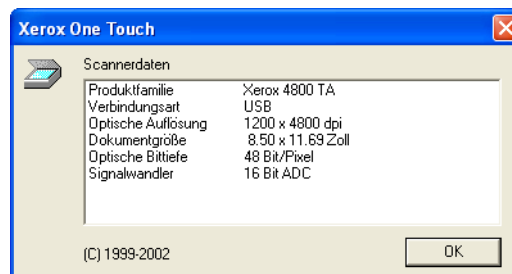 Xerox One Touch
Scannerdaten
Produktfamilie Xerox 4800 TA
Verbindungsart USB
Optische Auflösung 1200 x 4800 dpi
Dokumentgröße 8.50 x 11.69 Zoll
Optische Bittiefe 48 Bit/Pixel
Signalwandler 16 Bit ADC
(C) 1999-2002 OK